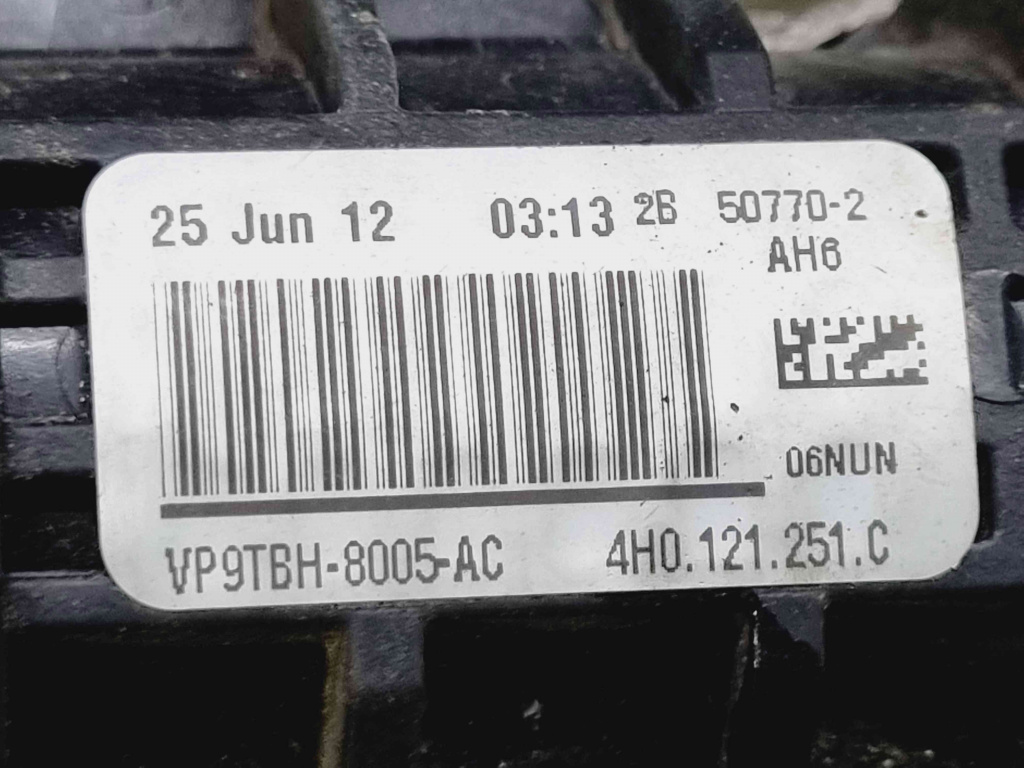 25 Jun 12 03:13 2B 50770-2
AH6
06NUN
VP9TBH-8005-AC 4H0.121.251.C